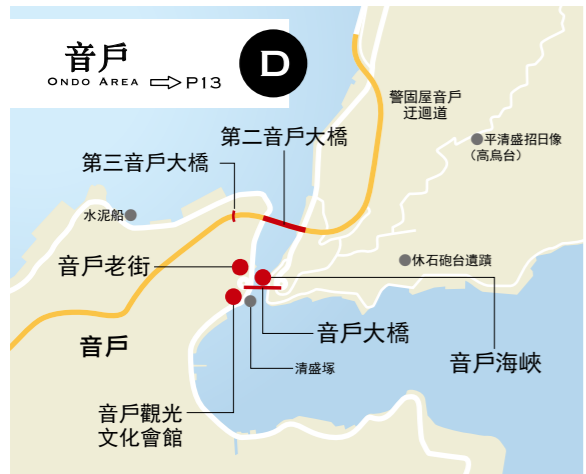 音戶
ONDO AREA ⇨ P13
D
警固屋音戶
迂迴道
第二音戶大橋
平清盛招日像
(高烏台)
第三音戶大橋
水泥船
休石砲台遺蹟
音戶老街
音戶
音戶大橋
音戶海峽
清盛塚
音戶觀光
文化會館